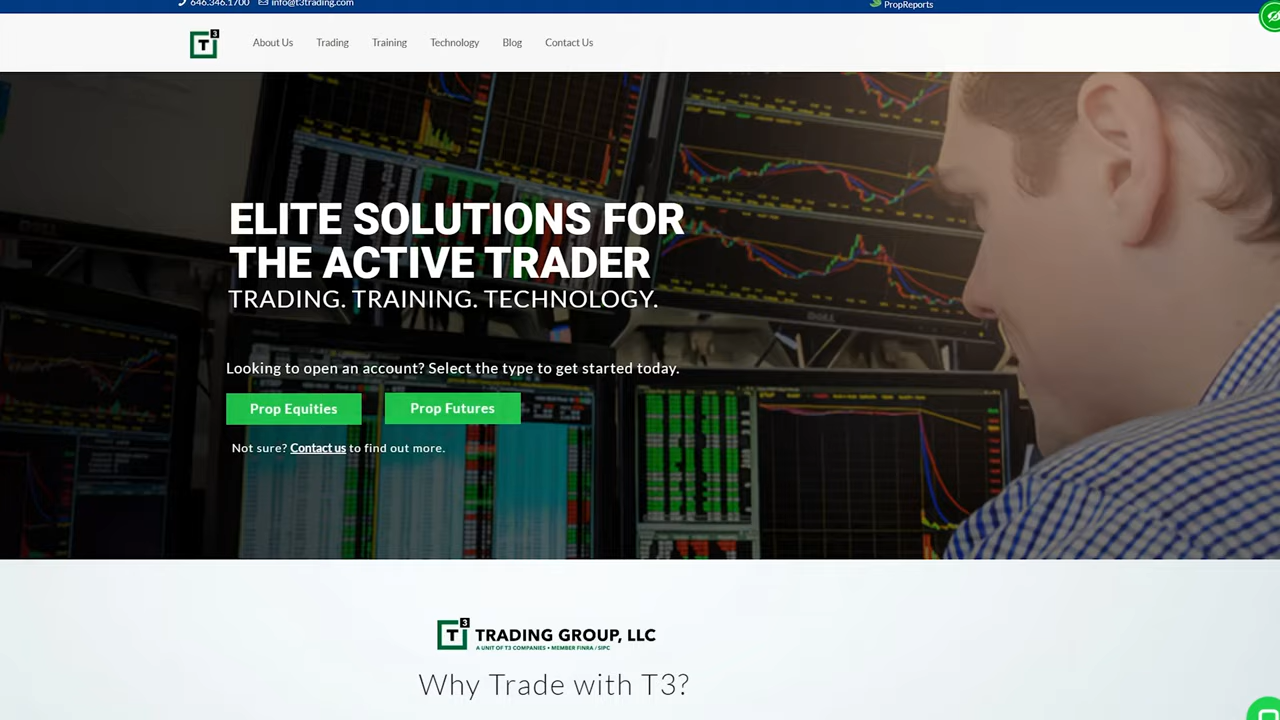 646.346.1700 info@t3trading.com PropReports
T3 About Us Trading Training Technology Blog Contact Us
ELITE SOLUTIONS FOR
THE ACTIVE TRADER
TRADING. TRAINING. TECHNOLOGY.
Looking to open an account? Select the type to get started today.
Prop Equities Prop Futures
Not sure? Contact us to find out more.
T3 TRADING GROUP, LLC
A UNIT OF T3 COMPANIES • MEMBER FINRA / SIPC
Why Trade with T3?